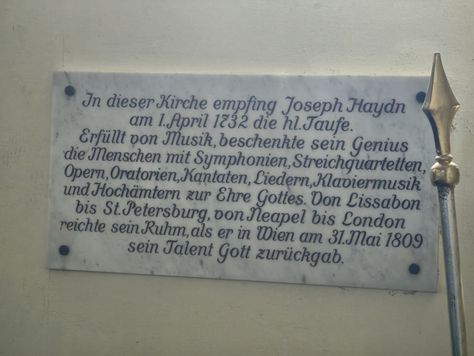 In dieser Kirche empfing Joseph Haydn
am 1. April 1732 die hl. Taufe.
Erfüllt von Musik, beschenkte sein Genius
die Menschen mit Symphonien, Streichquartetten,
Opern, Oratorien, Kantaten, Liedern, Klaviermusik
und Hochämtern zur Ehre Gottes. Von Lissabon
bis St. Petersburg, von Neapel bis London
reichte sein Ruhm, als er in Wien am 31. Mai 1809
sein Talent Gott zurückgab.